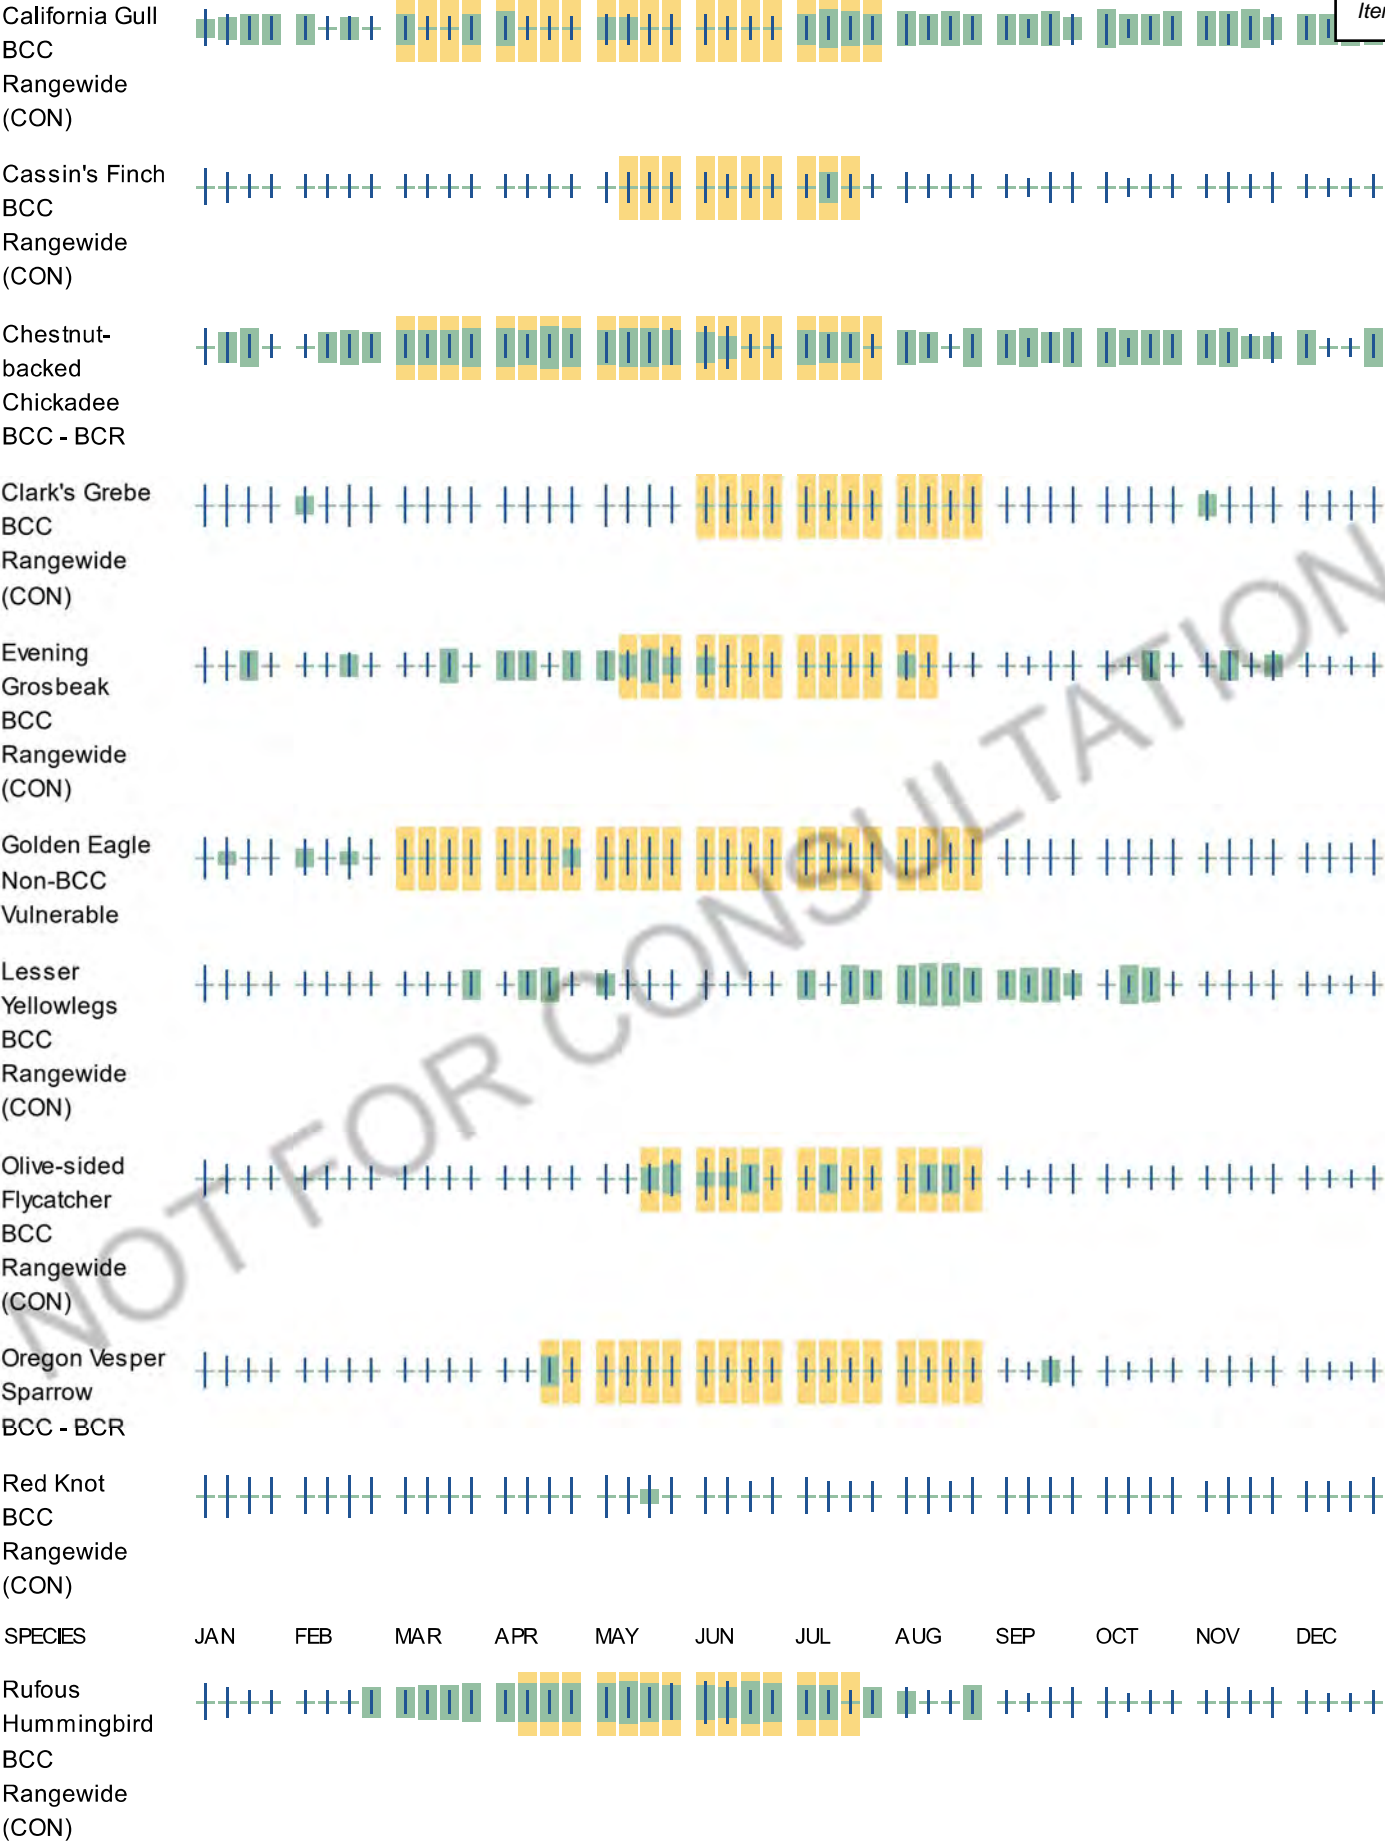 California Gull
BCC
Rangewide
(CON)
Cassin's Finch
BCC
Rangewide
(CON)
Chestnut-
backed
Chickadee
BCC - BCR
Clark's Grebe
BCC
Rangewide
(CON)
Evening
Grosbeak
BCC
Rangewide
(CON)
Golden Eagle
Non-BCC
Vulnerable
Lesser
Yellowlegs
BCC
Rangewide
(CON)
Olive-sided
Flycatcher
BCC
Rangewide
(CON)
Oregon Vesper
Sparrow
BCC - BCR
Red Knot
BCC
Rangewide
(CON)
SPECIES JAN FEB MAR APR MAY JUN JUL AUG SEP OCT NOV DEC
Rufous
Hummingbird
BCC
Rangewide
(CON)
NOT FOR CONSULTATION